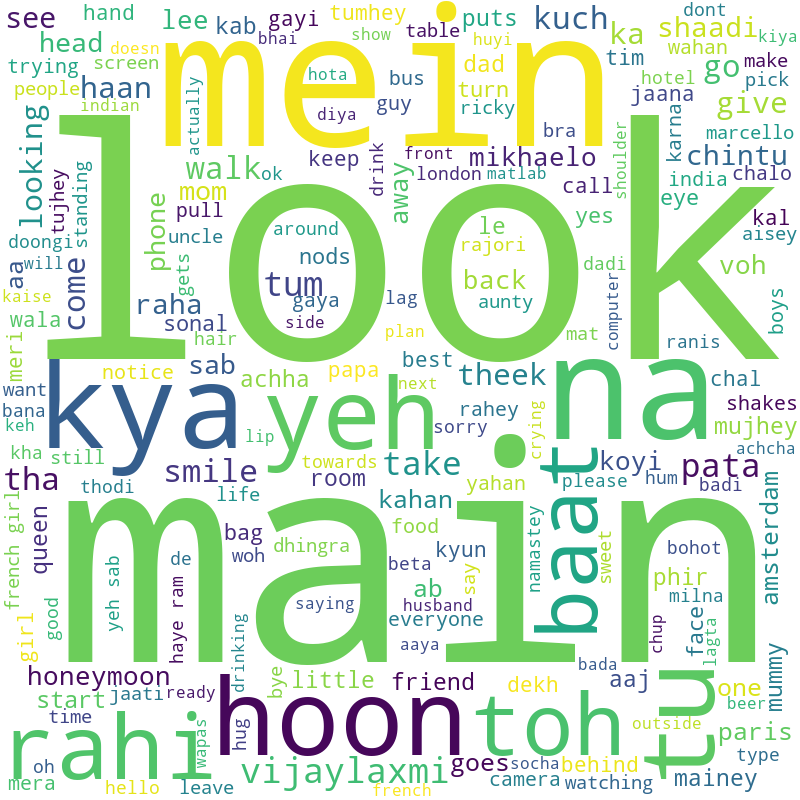 see hand lee kab gayi tumhey puts kuch ka shaadi dont
head doesn bhai show table huyi dad tim wahan kiya
trying screen mein hota bus turn go hotel make
people haan diya guy ricky jaana give pick
indian actually bra karna marcello
looking walk ok keep front drink mikhaelo shoulder chintu chalo
tujhey standing mom london matlab call india
phone pull away le yes eye kal
doongi uncle around nods rajori dadi voh aisey
aa will gets look tum back computer boys
kaise come raha gaya lag aunty
wala sonal side plan mat ranis
meri hair
want notice sab papa best theek na chal
bana kya achha yeh next rahey mujhey shakes
keh lip sorry crying achcha
kha still smile towards take baat koyi hum pata
tha thodi life room yahan please badi
queen bag kahan namastey sweet amsterdam
french girl de dhingra food kyun bohot
yeh sab woh main beta ab say phir
good saying husband everyone milna
girl haye ram aaya chup face lagta
honeymoon drinking bye little friend bada aaj mummy
start jaati ready hoon dekh tu one beer
time rahi wapas hug toh outside paris
oh vijaylaxmi goes socha behind type
mera hello leave french camera watching mainey